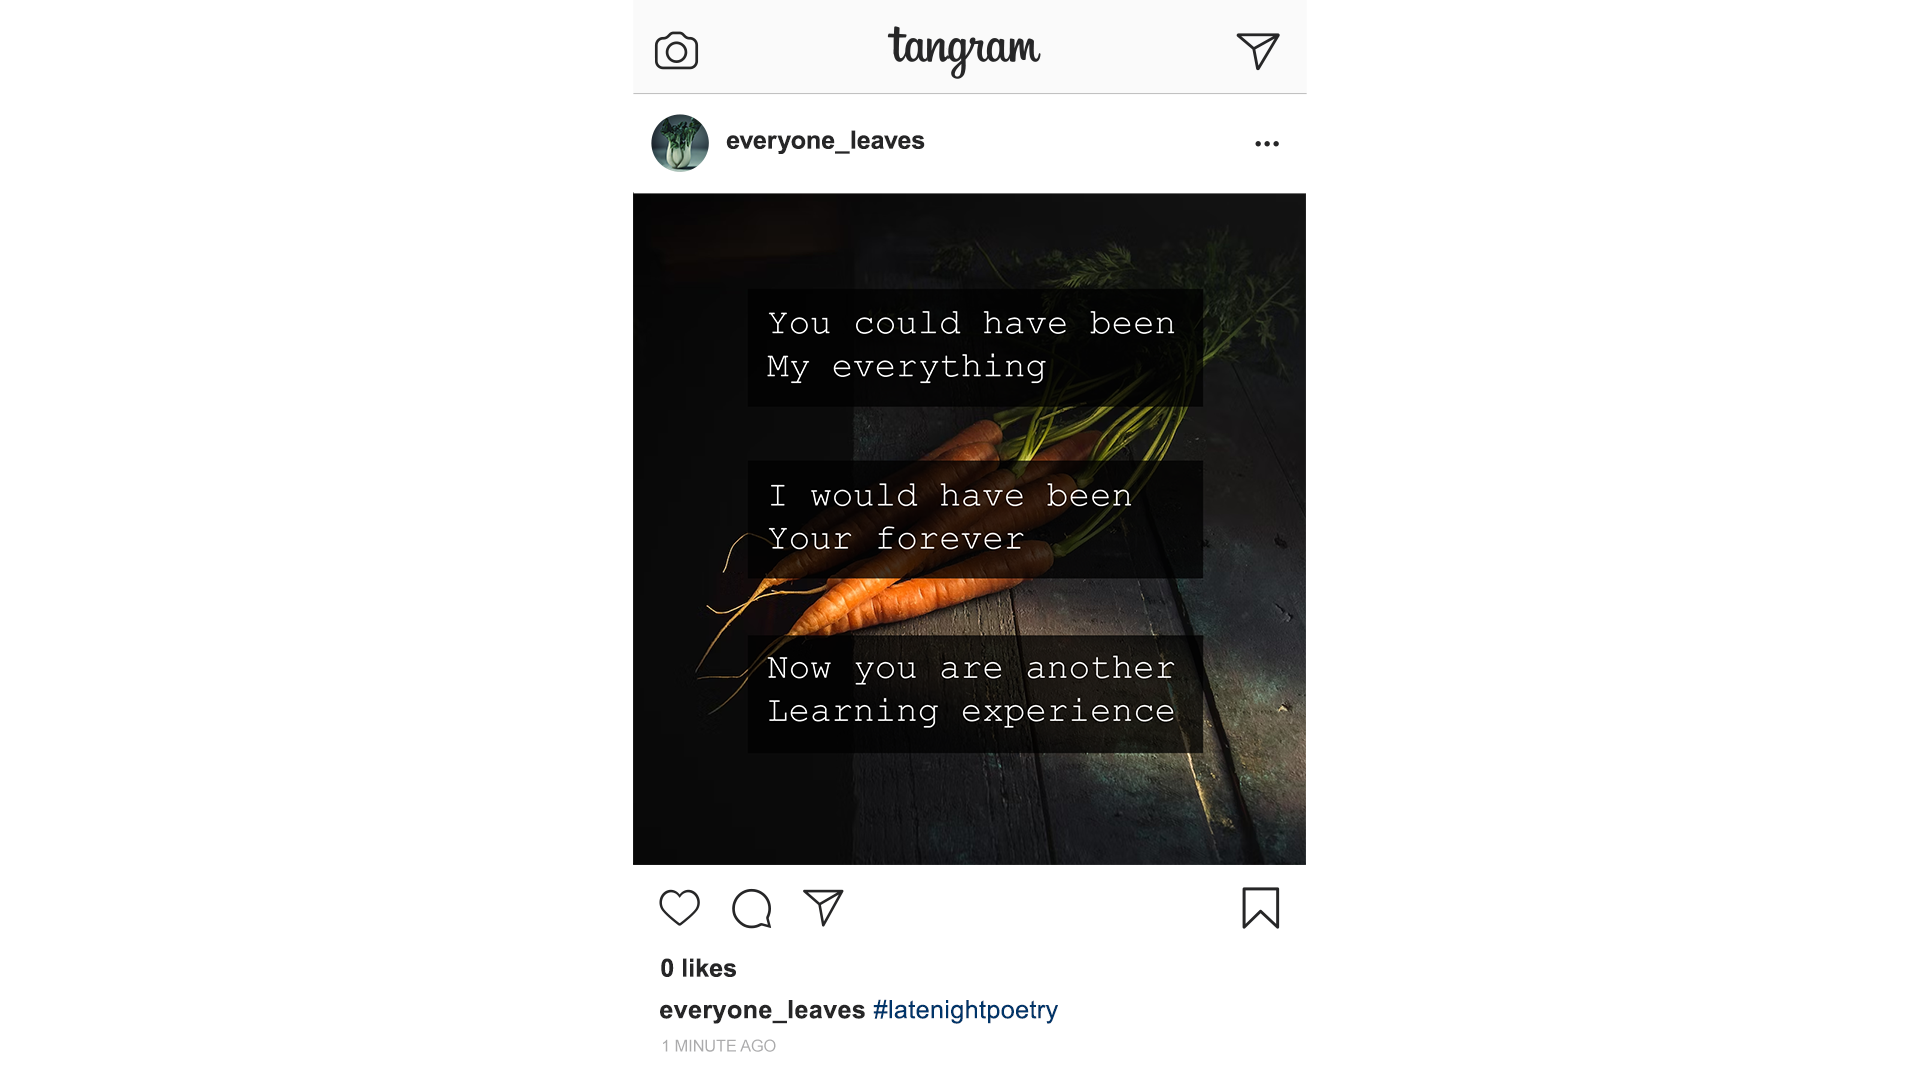 tangram
everyone_leaves
You could have been
My everything
I would have been
Your forever
Now you are another
Learning experience
0 likes
everyone_leaves #latenightpoetry
1 MINUTE AGO